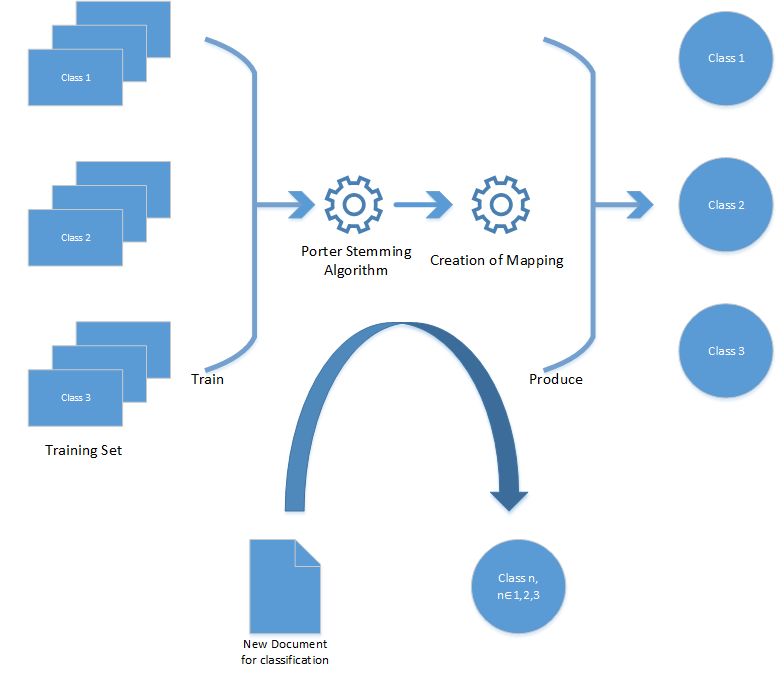 Class 1
Class 1
Class 2
Class 2
Porter Stemming
Algorithm
Creation of Mapping
Class 3
Class 3
Train
Produce
Training Set
Class n,
n∈1,2,3
New Document
for classification